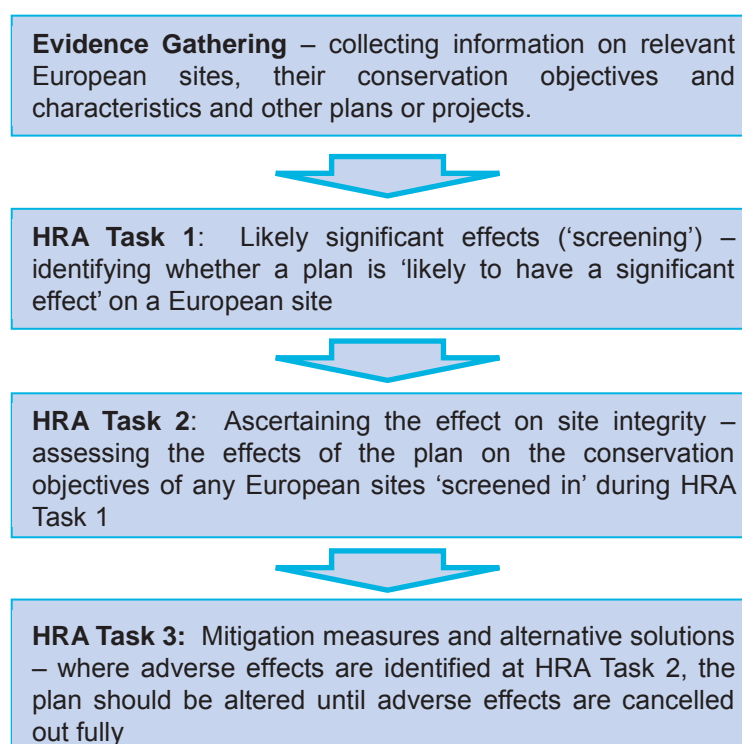 Evidence Gathering – collecting information on relevant
European sites, their conservation objectives and
characteristics and other plans or projects.
HRA Task 1:  Likely significant effects (‘screening’) –
identifying whether a plan is ‘likely to have a significant
effect’ on a European site
HRA Task 2:  Ascertaining the effect on site integrity –
assessing the effects of the plan on the conservation
objectives of any European sites ‘screened in’ during HRA
Task 1
HRA Task 3:  Mitigation measures and alternative solutions
– where adverse effects are identified at HRA Task 2, the
plan should be altered until adverse effects are cancelled
out fully